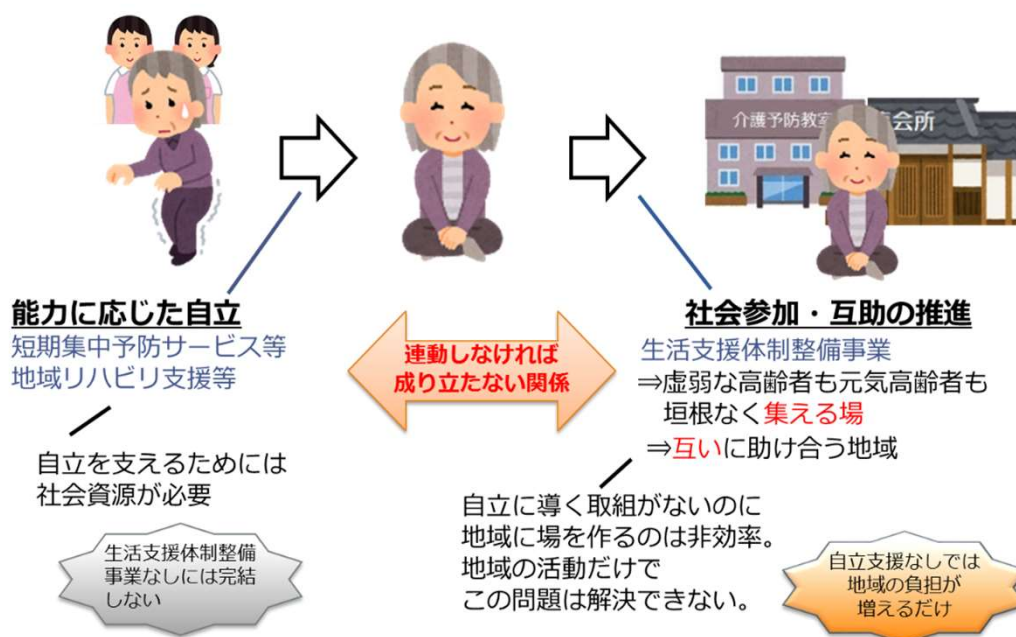 介護予防教室
会所
能力に応じた自立
短期集中予防サービス等
地域リハビリ支援等
自立を支えるためには
社会資源が必要
生活支援体制整備
事業なしには完結
しない
連動しなければ
成り立たない関係
社会参加・互助の推進
生活支援体制整備事業
⇒虚弱な高齢者も元気高齢者も
垣根なく集える場
⇒互いに助け合う地域
自立に導く取組がないのに
地域に場を作るのは非効率。
地域の活動だけで
この問題は解決できない。
自立支援なしでは
地域の負担が
増えるだけ